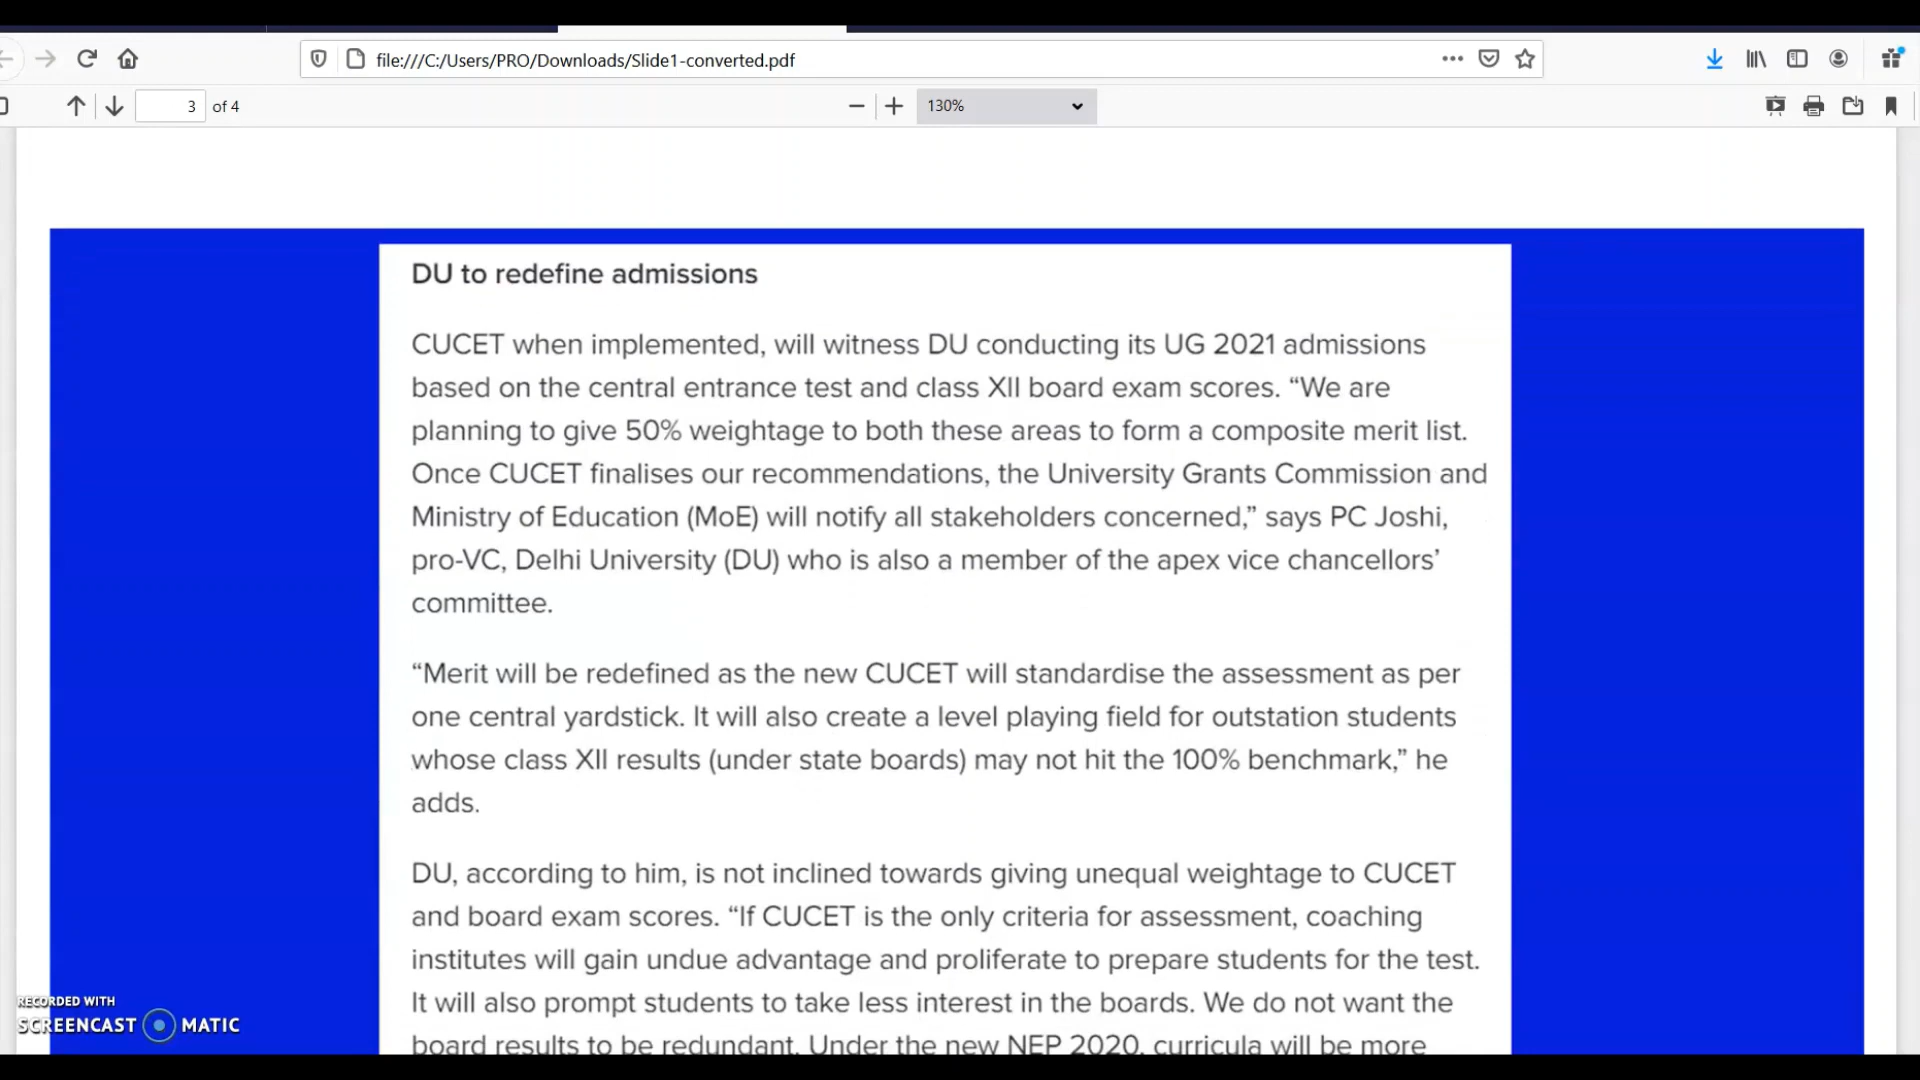 file:///C:/Users/PRO/Downloads/Slide1-converted.pdf
3 of 4
130%
DU to redefine admissions
CUCET when implemented, will witness DU conducting its UG 2021 admissions
based on the central entrance test and class XII board exam scores. “We are
planning to give 50% weightage to both these areas to form a composite merit list.
Once CUCET finalises our recommendations, the University Grants Commission and
Ministry of Education (MoE) will notify all stakeholders concerned,” says PC Joshi,
pro-VC, Delhi University (DU) who is also a member of the apex vice chancellors’
committee.
“Merit will be redefined as the new CUCET will standardise the assessment as per
one central yardstick. It will also create a level playing field for outstation students
whose class XII results (under state boards) may not hit the 100% benchmark,” he
adds.
DU, according to him, is not inclined towards giving unequal weightage to CUCET
and board exam scores. “If CUCET is the only criteria for assessment, coaching
institutes will gain undue advantage and proliferate to prepare students for the test.
It will also prompt students to take less interest in the boards. We do not want the
board results to be redundant. Under the new NEP 2020, curricula will be more
RECORDED WITH
SCREENCAST MATIC